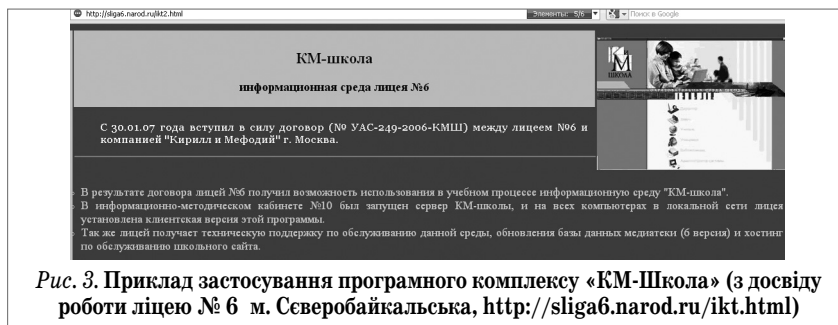 http://sliga6.narod.ru/ikt2.html
Элементы: 5/6
Поиск в Google
КМ-школа
информационная среда лицея №6
КМ
ШКОЛА
С 30.01.07 года вступил в силу договор (№ УАС-249-2006-КМШ) между лицеем №6 и
компанией "Кирилл и Мефодий" г. Москва.
В результате договора лицей №6 получил возможность использования в учебном процессе информационную среду "КМ-школа".
В информационно-методическом кабинете №10 был запущен сервер КМ-школы, и на всех компьютерах в локальной сети лицея
установлена клиентская версия этой программы.
Так же лицей получает техническую поддержку по обслуживанию данной среды, обновления базы данных медиатеки (6 версия) и хостинг
по обслуживанию школьного сайта.
Рис. 3. Приклад застосування програмного комплексу «КМ-Школа» (з досвіду
роботи ліцею № 6 м. Сєверобайкальська, http://sliga6.narod.ru/ikt.html)